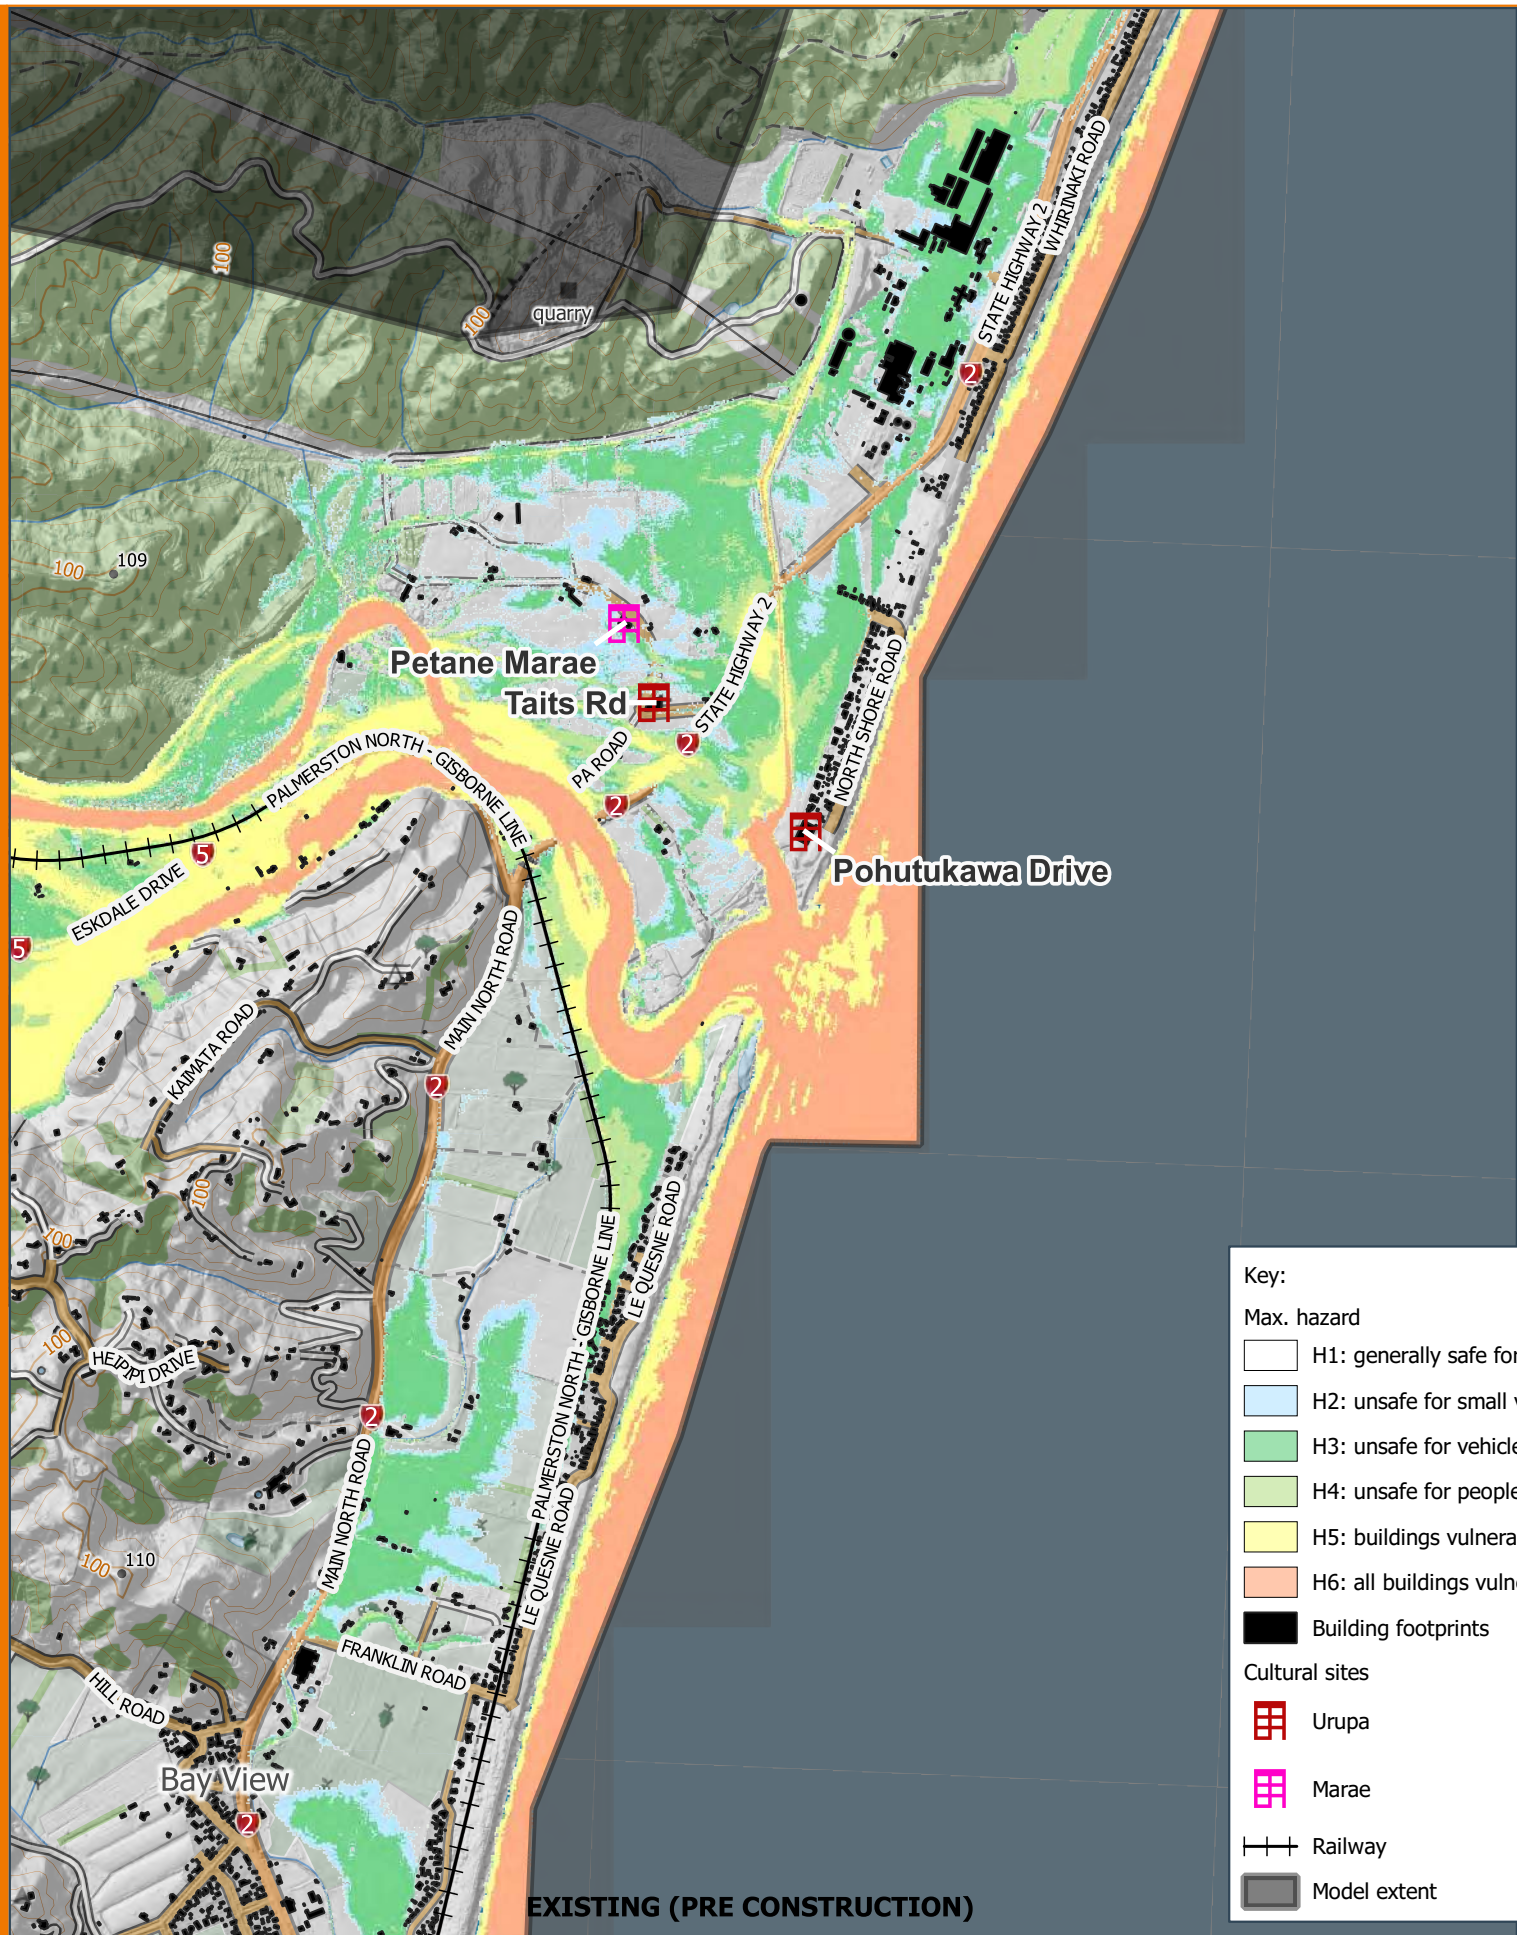 WHIRINAKI ROAD
STATE HIGHWAY 2
100
quarry
100
2
109
100
Petane Marae
Taits Rd
STATE HIGHWAY 2
NORTH SHORE ROAD
PA ROAD
2
2
PALMERSTON NORTH - GISBORNE LINE
5
ESKDALE DRIVE
5
Pohutukawa Drive
MAIN NORTH ROAD
KAIMATA ROAD
2
100
100
100
HEIPIPI DRIVE
LE QUESNE ROAD
PALMERSTON NORTH - GISBORNE LINE
2
MAIN NORTH ROAD
LE QUESNE ROAD
100
110
FRANKLIN ROAD
HILL ROAD
Bay View
2
EXISTING (PRE CONSTRUCTION)
Key:
Max. hazard
H1: generally safe for
H2: unsafe for small
H3: unsafe for vehicle
H4: unsafe for people
H5: buildings vulnera
H6: all buildings vuln
Building footprints
Cultural sites
Urupa
Marae
Railway
Model extent